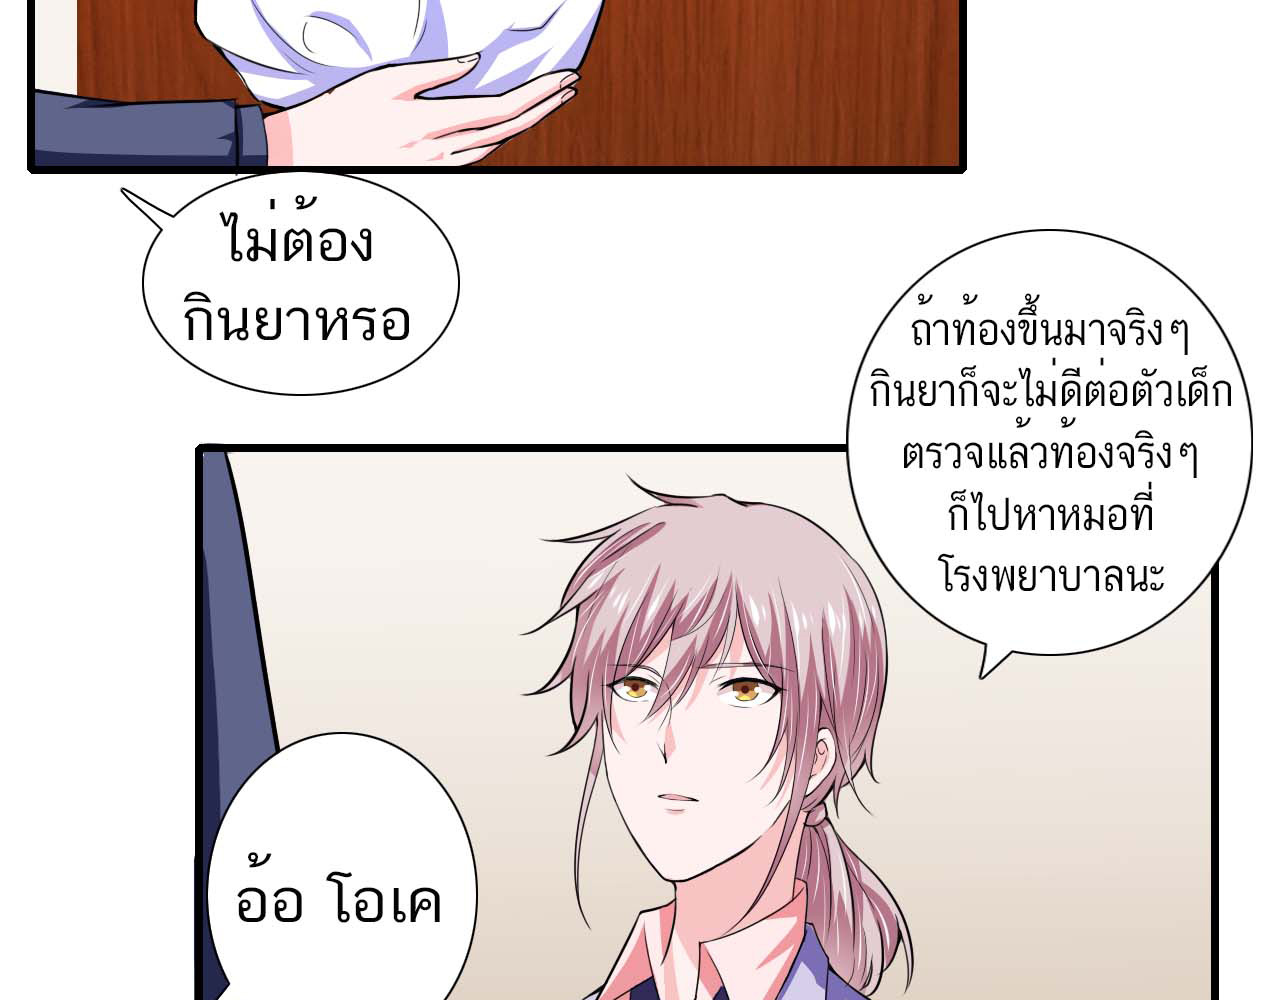 ไม่ต้อง
กินยาหรอ
ถ้าท้องขึ้นมาจริงๆ
กินยาก็จะไม่ดีต่อตัวเด็ก
ตรวจแล้วท้องจริงๆ
ก็ไปหาหมอที่
โรงพยาบาลนะ
อ้อ โอเค